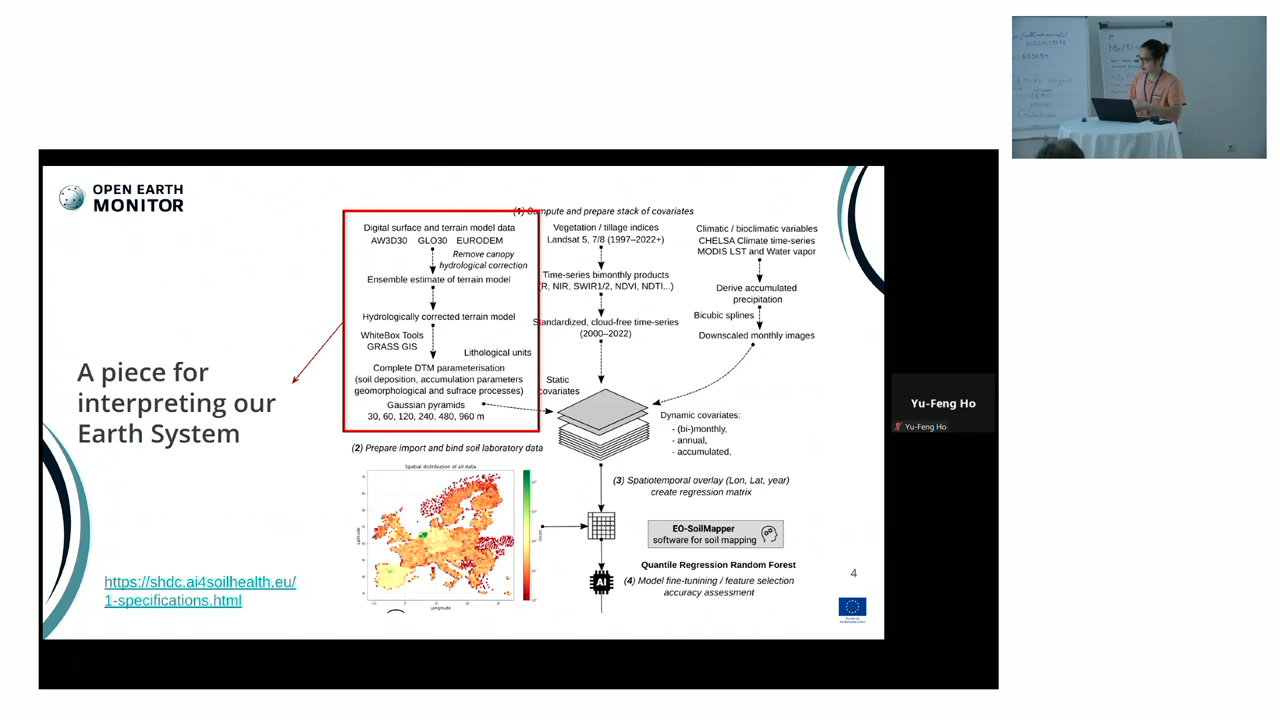 OPEN EARTH
MONITOR
(1) Compute and prepare stack of covariates
Digital surface and terrain model data
AW3D30 GLO30 EURODEM
Remove canopy
hydrological correction
Ensemble estimate of terrain model
Hydrologically corrected terrain model
WhiteBox Tools
GRASS GIS
Lithological units
Complete DTM parameterisation
(soil deposition, accumulation parameters
geomorphological and sufrace processes)
Gaussian pyramids
30, 60, 120, 240, 480, 960 m
Vegetation / tillage indices
Landsat 5, 7/8 (1997–2022+)
Time-series bimonthly products
(R, NIR, SWIR1/2, NDVI, NDTI...)
Standardized, cloud-free time-series
(2000–2022)
Static
covariates
Climatic / bioclimatic variables
CHELSA Climate time-series
MODIS LST and Water vapor
Derive accumulated
precipitation
Bicubic splines
Downscaled monthly images
Dynamic covariates:
- (bi-)monthly,
- annual,
- accumulated,
A piece for
interpreting our
Earth System
(2) Prepare import and bind soil laboratory data
Spatial distribution of all data
Latitude
Longitude
count
(3) Spatiotemporal overlay (Lon, Lat, year)
create regression matrix
EO-SoilMapper
software for soil mapping
Quantile Regression Random Forest
AI
(4) Model fine-tunining / feature selection
accuracy assessment
https://shdc.ai4soilhealth.eu/
1-specifications.html
4
Yu-Feng Ho
Yu-Feng Ho